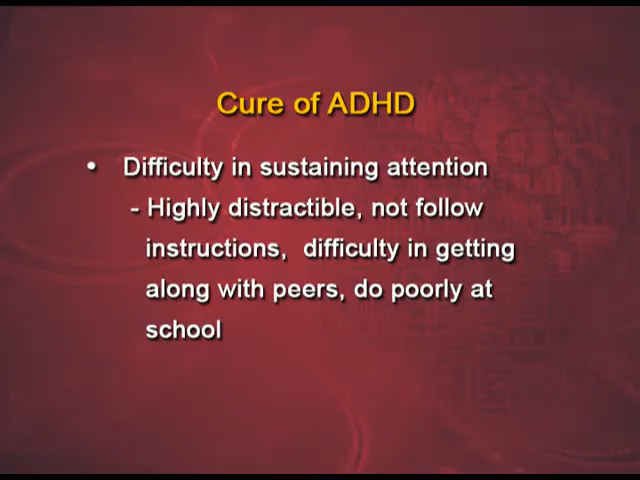 Cure of ADHD
• Difficulty in sustaining attention
- Highly distractible, not follow
instructions,  difficulty in getting
along with peers, do poorly at
school